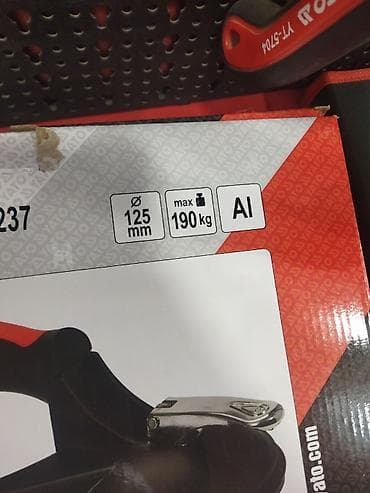 YT-5704
237
Ø
125
mm
max
190 kg
Al
ato.com